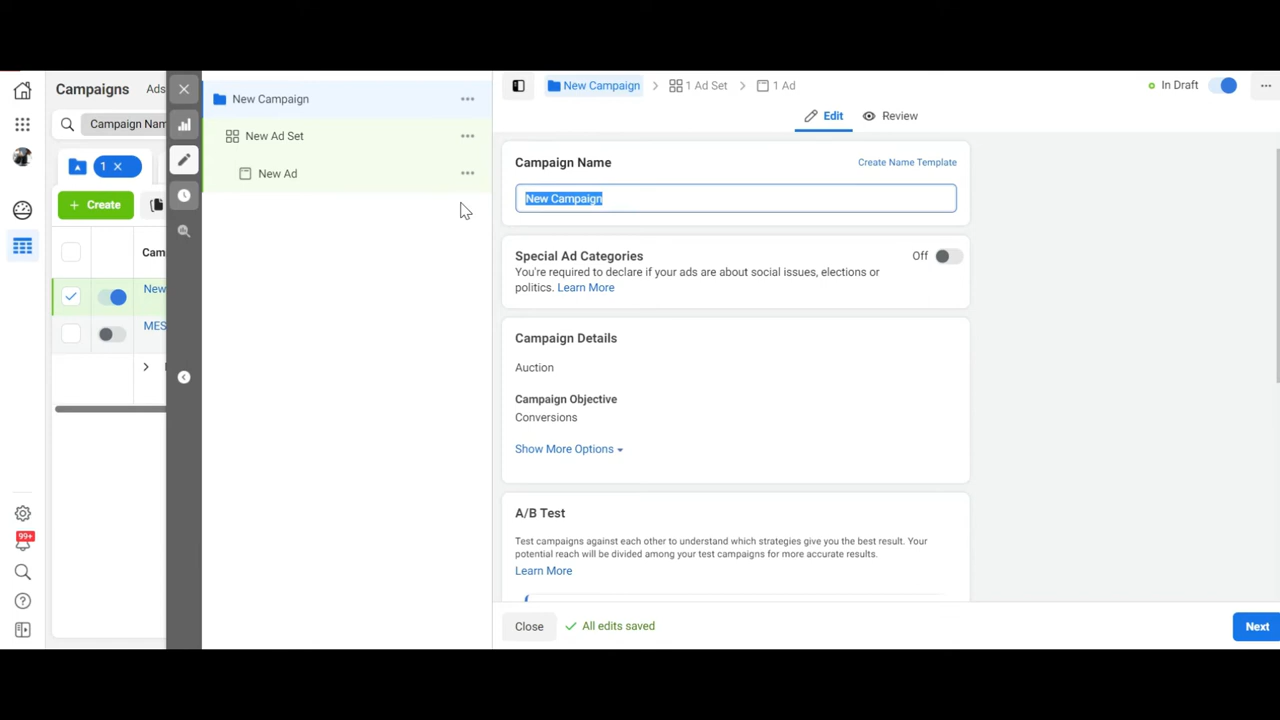 Campaigns Ads
Campaign Nam
1
+ Create
Cam
New
MES
99+
New Campaign
New Ad Set
New Ad
New Campaign
1 Ad Set
1 Ad
In Draft
Edit
Review
Campaign Name
Create Name Template
New Campaign
Special Ad Categories
Off
You're required to declare if your ads are about social issues, elections or
politics. Learn More
Campaign Details
Auction
Campaign Objective
Conversions
Show More Options
A/B Test
Test campaigns against each other to understand which strategies give you the best result. Your
potential reach will be divided among your test campaigns for more accurate results.
Learn More
Close
All edits saved
Next